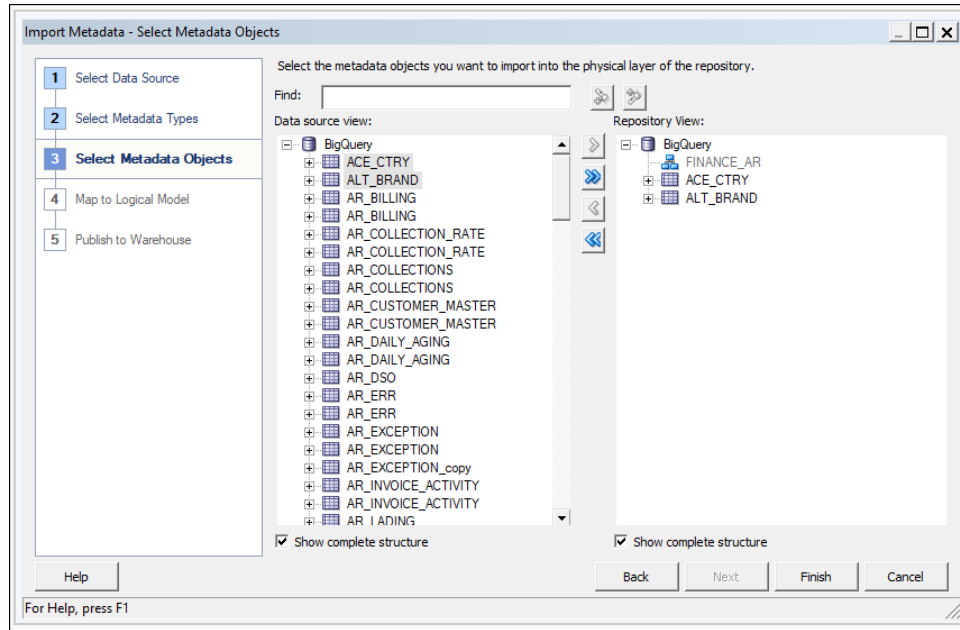 Import Metadata - Select Metadata Objects
1 Select Data Source
2 Select Metadata Types
3 Select Metadata Objects
4 Map to Logical Model
5 Publish to Warehouse
Select the metadata objects you want to import into the physical layer of the repository.
Find:
Data source view:
BigQuery
ACE_CTRY
ALT_BRAND
AR_BILLING
AR_BILLING
AR_COLLECTION_RATE
AR_COLLECTION_RATE
AR_COLLECTIONS
AR_COLLECTIONS
AR_CUSTOMER_MASTER
AR_CUSTOMER_MASTER
AR_DAILY_AGING
AR_DAILY_AGING
AR_DSO
AR_ERR
AR_ERR
AR_EXCEPTION
AR_EXCEPTION
AR_EXCEPTION_copy
AR_INVOICE_ACTIVITY
AR_INVOICE_ACTIVITY
AR_LADING
Show complete structure
Repository View:
BigQuery
FINANCE_AR
ACE_CTRY
ALT_BRAND
Show complete structure
Help
Back
Next
Finish
Cancel
For Help, press F1